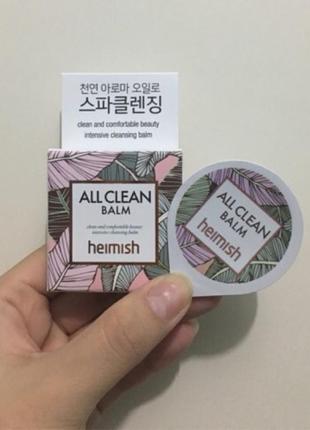 천연 아로마 오일로
스파클렌징
clean and comfortable beauty
intensive cleansing balm
ALL CLEAN
BALM
clean and comfortable beauty
intensive cleansing balm
heimish
ALL CLEAN
BALM
heimish